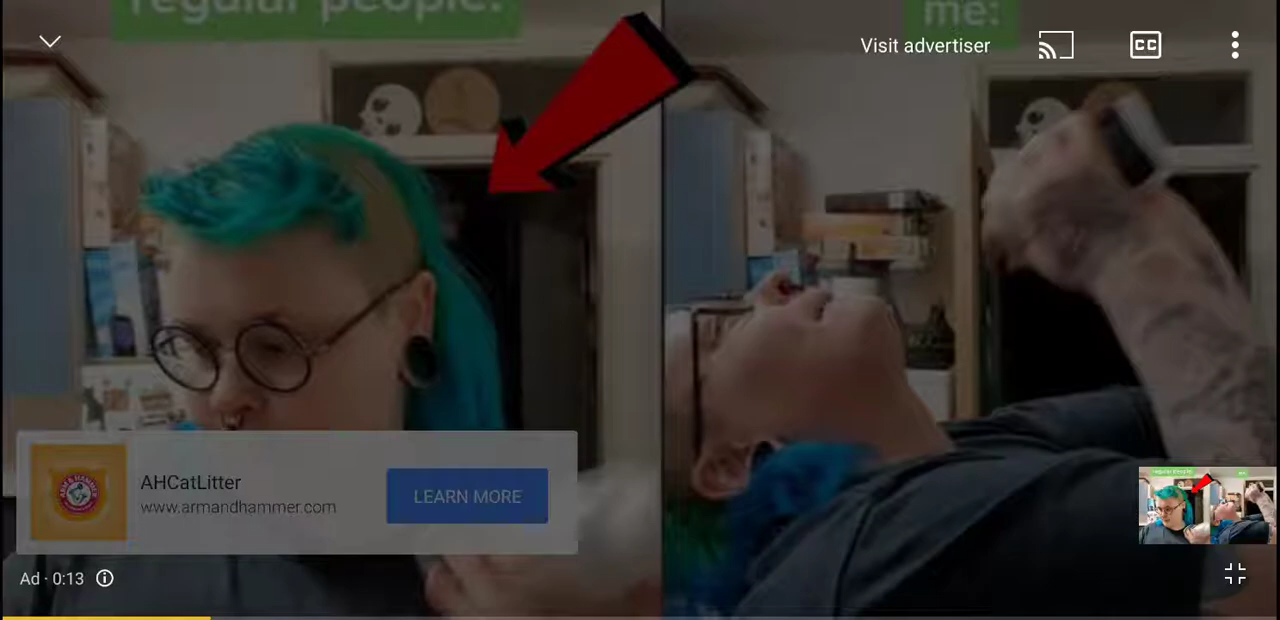 regular people:
me:
Visit advertiser
CC
AHCatLitter
www.armandhammer.com
LEARN MORE
Ad · 0:13